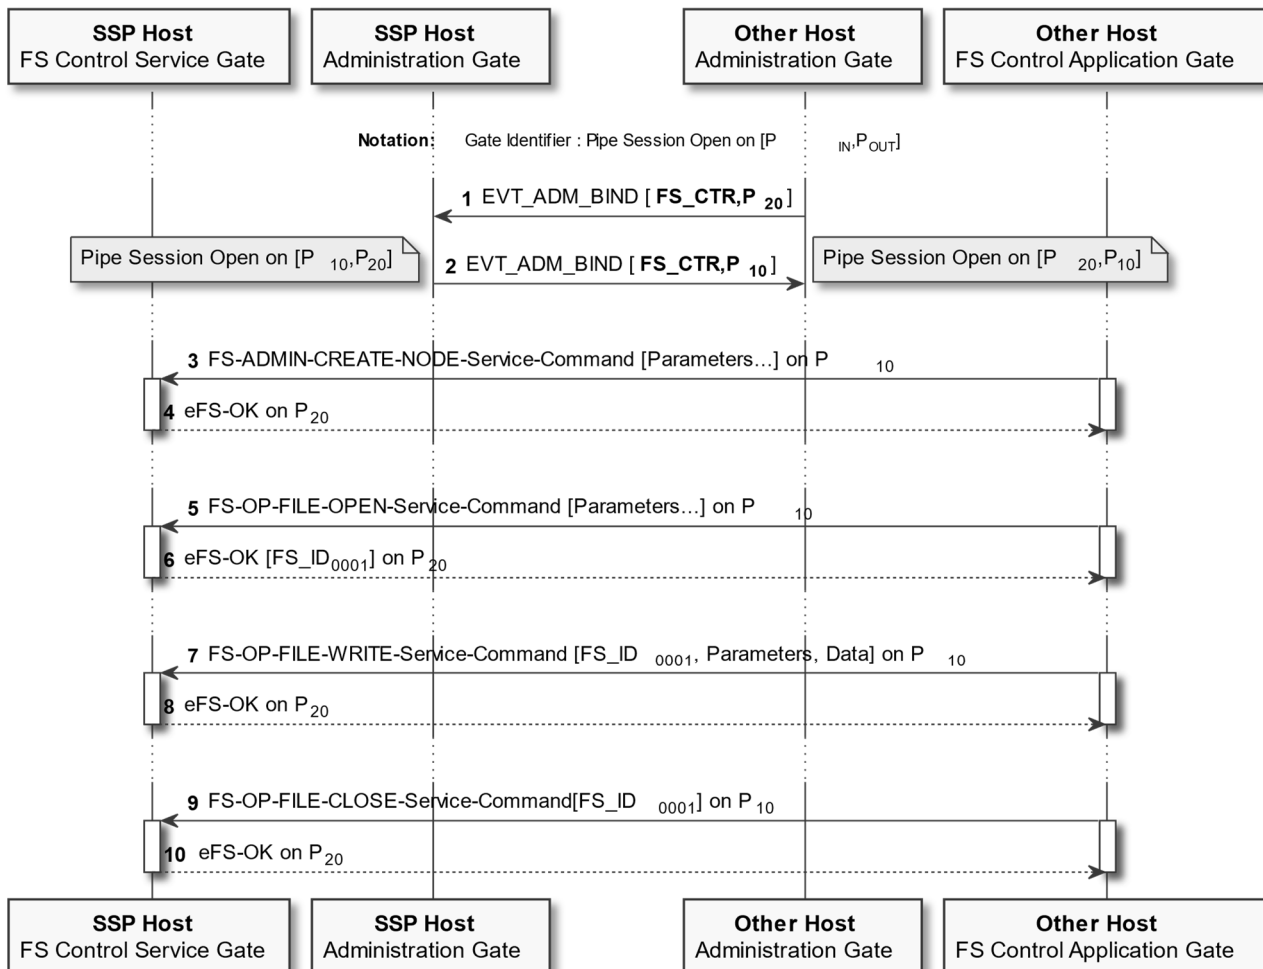 SSP Host
FS Control Service Gate
SSP Host
Administration Gate
Other Host
Administration Gate
Other Host
FS Control Application Gate
Notation: Gate Identifier : Pipe Session Open on [P IN,POUT]
1 EVT_ADM_BIND [ FS_CTR,P 20 ]
Pipe Session Open on [P 10,P20]
2 EVT_ADM_BIND [ FS_CTR,P 10 ]
Pipe Session Open on [P 20,P10]
3 FS-ADMIN-CREATE-NODE-Service-Command [Parameters...] on P 10
4 eFS-OK on P20
5 FS-OP-FILE-OPEN-Service-Command [Parameters...] on P 10
6 eFS-OK [FS_ID0001] on P20
7 FS-OP-FILE-WRITE-Service-Command [FS_ID 0001, Parameters, Data] on P 10
8 eFS-OK on P20
9 FS-OP-FILE-CLOSE-Service-Command[FS_ID 0001] on P10
10 eFS-OK on P20
SSP Host
FS Control Service Gate
SSP Host
Administration Gate
Other Host
Administration Gate
Other Host
FS Control Application Gate